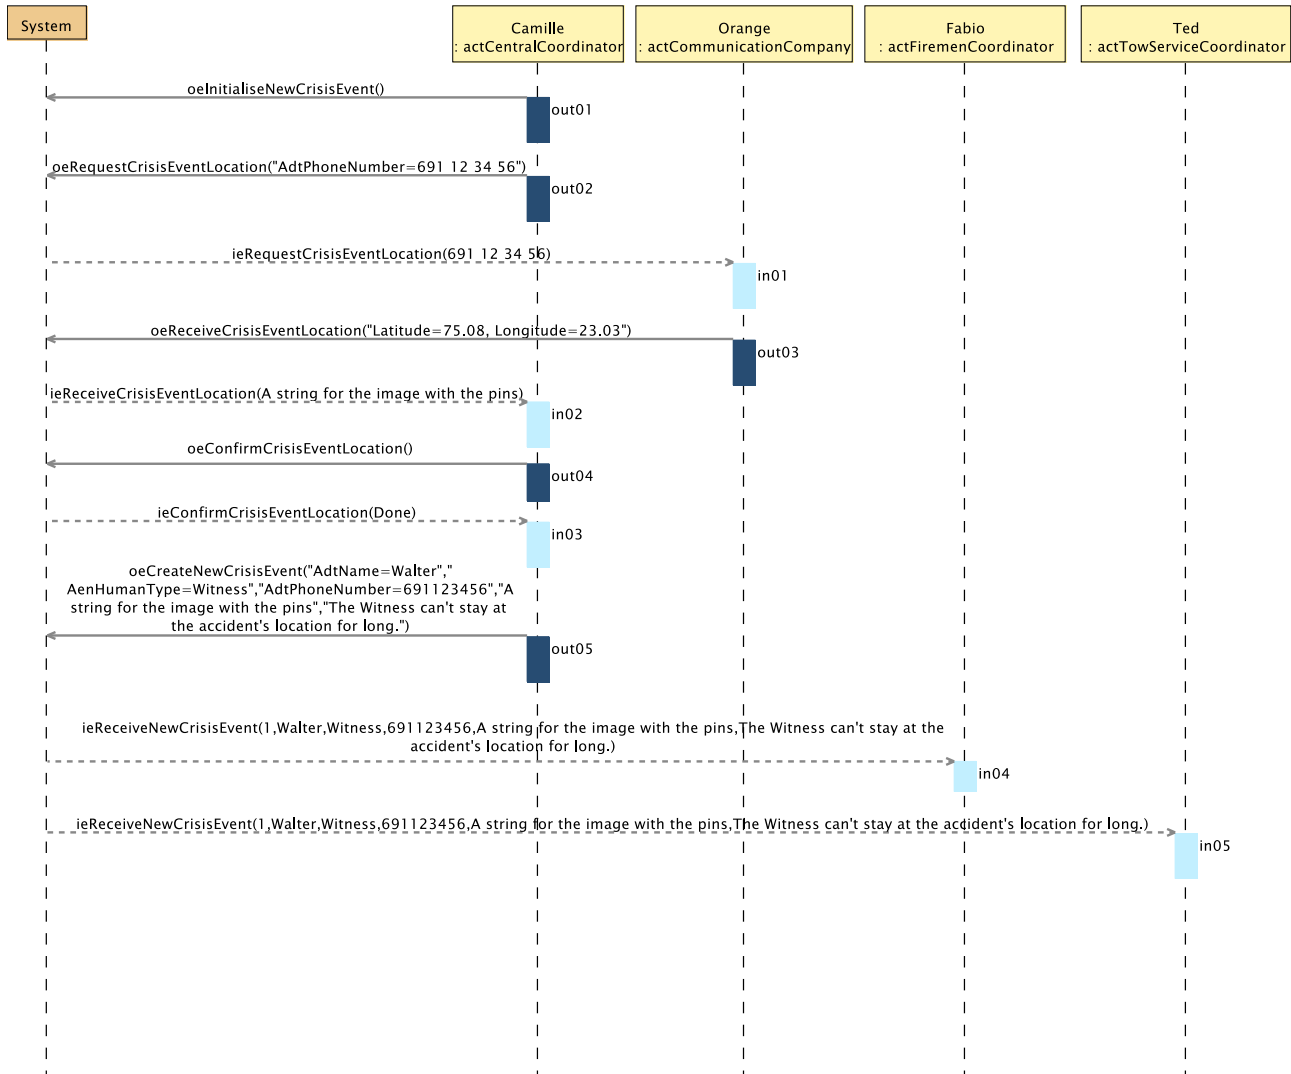 System
Camille
: actCentralCoordinator
Orange
: actCommunicationCompany
Fabio
: actFiremenCoordinator
Ted
: actTowServiceCoordinator
oeInitialiseNewCrisisEvent()
out01
oeRequestCrisisEventLocation("AdtPhoneNumber=691 12 34 56")
out02
ieRequestCrisisEventLocation(691 12 34 56)
in01
oeReceiveCrisisEventLocation("Latitude=75.08, Longitude=23.03")
out03
ieReceiveCrisisEventLocation(A string for the image with the pins)
in02
oeConfirmCrisisEventLocation()
out04
ieConfirmCrisisEventLocation(Done)
in03
oeCreateNewCrisisEvent("AdtName=Walter","
AenHumanType=Witness","AdtPhoneNumber=691123456","A
string for the image with the pins","The Witness can't stay at
the accident's location for long.")
out05
ieReceiveNewCrisisEvent(1,Walter,Witness,691123456,A string for the image with the pins,The Witness can't stay at the
accident's location for long.)
in04
ieReceiveNewCrisisEvent(1,Walter,Witness,691123456,A string for the image with the pins,The Witness can't stay at the accident's location for long.)
in05